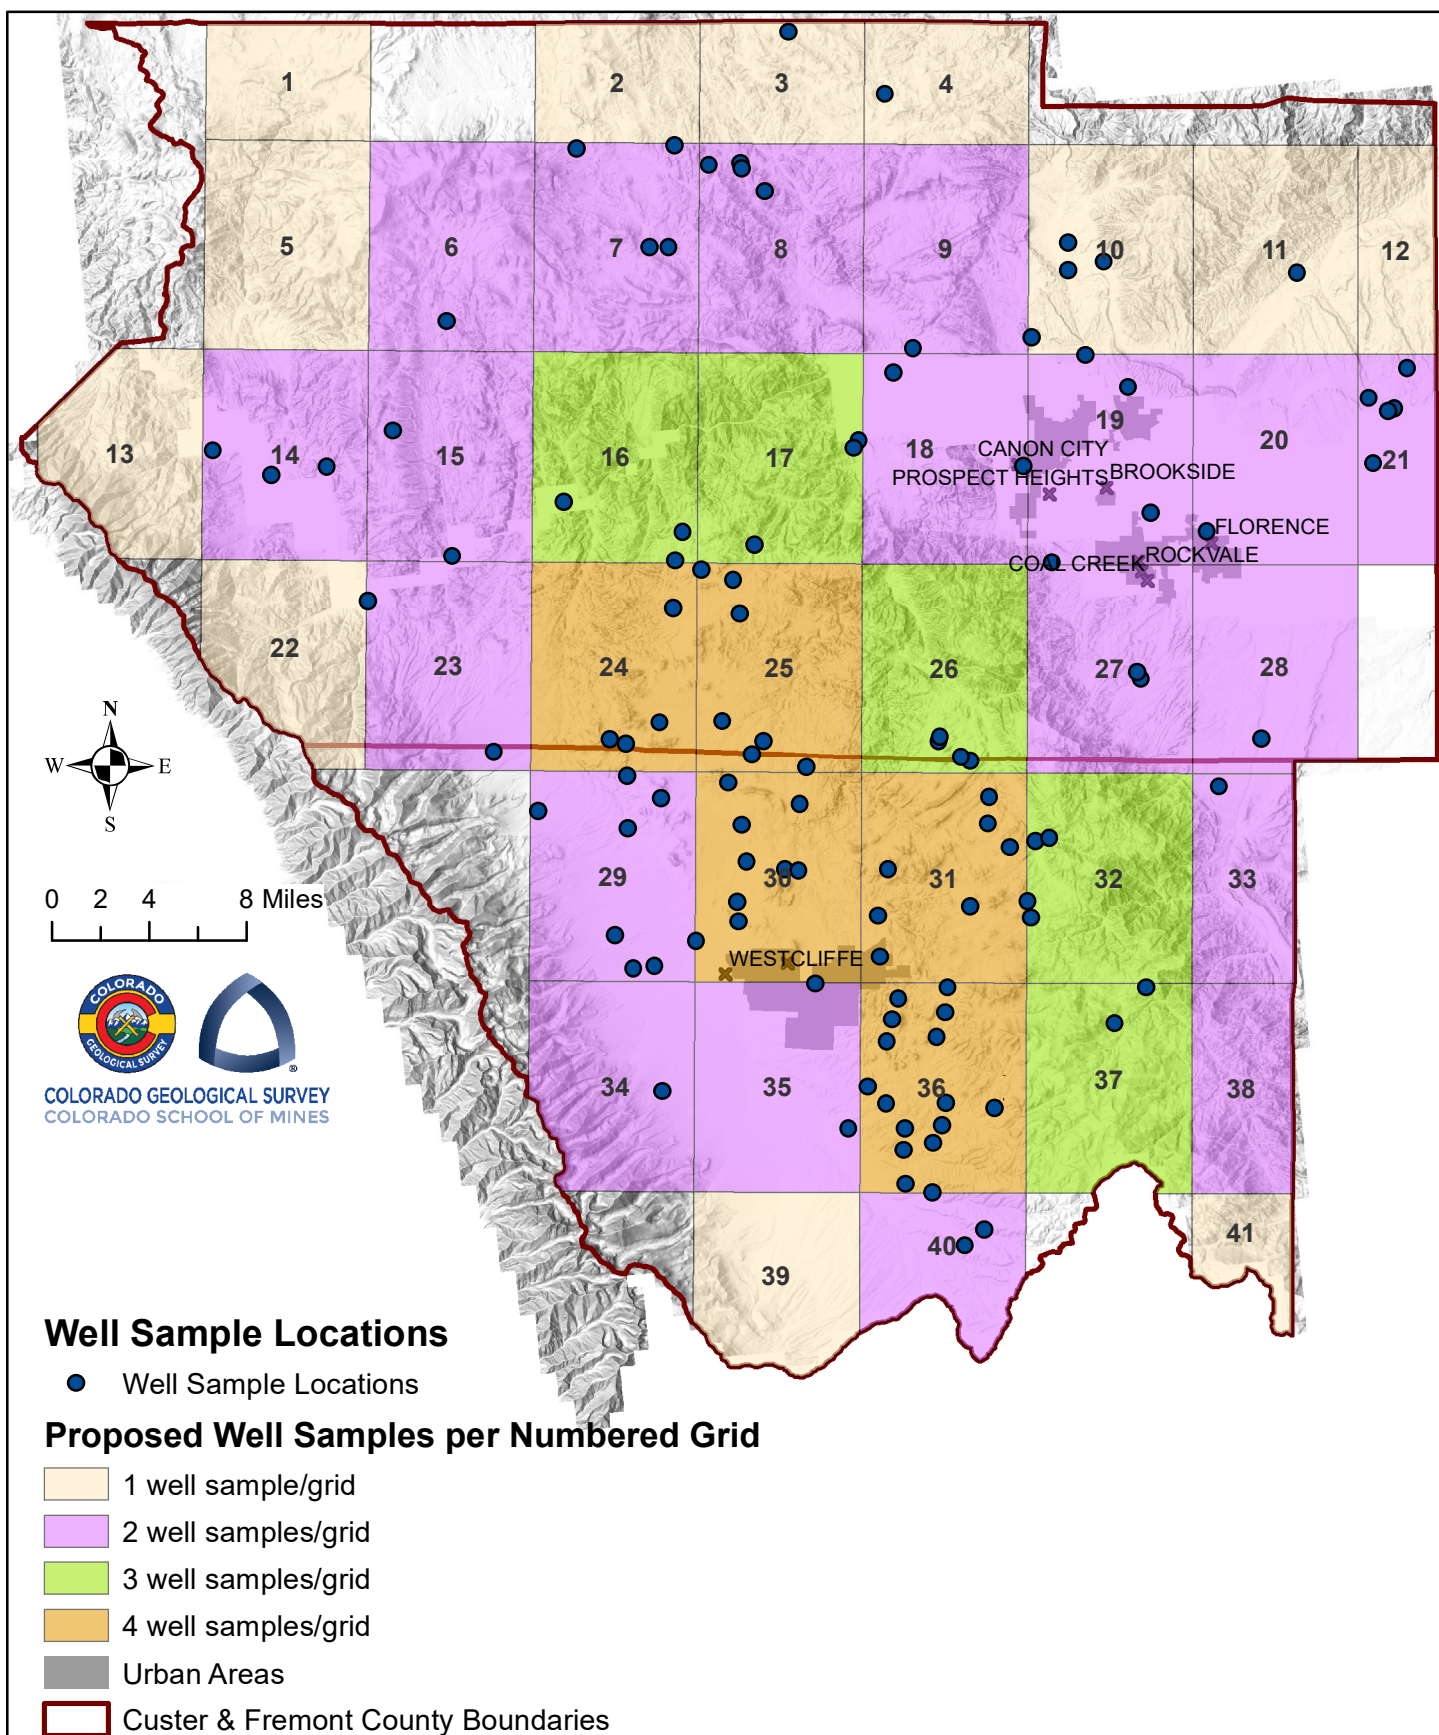 1
2
3
4
5
6
7
8
9
10
11
12
13
14
15
16
17
18
19
20
21
CANON CITY
PROSPECT HEIGHTS
BROOKSIDE
FLORENCE
ROCKVALE
COAL CREEK
22
23
24
25
26
27
28
N
W E
S
0 2 4 8 Miles
29
30
31
32
33
WESTCLIFFE
COLORADO
GEOLOGICAL SURVEY
®
COLORADO GEOLOGICAL SURVEY
COLORADO SCHOOL OF MINES
34
35
36
37
38
39
40
41
Well Sample Locations
Well Sample Locations
Proposed Well Samples per Numbered Grid
1 well sample/grid
2 well samples/grid
3 well samples/grid
4 well samples/grid
Urban Areas
Custer & Fremont County Boundaries